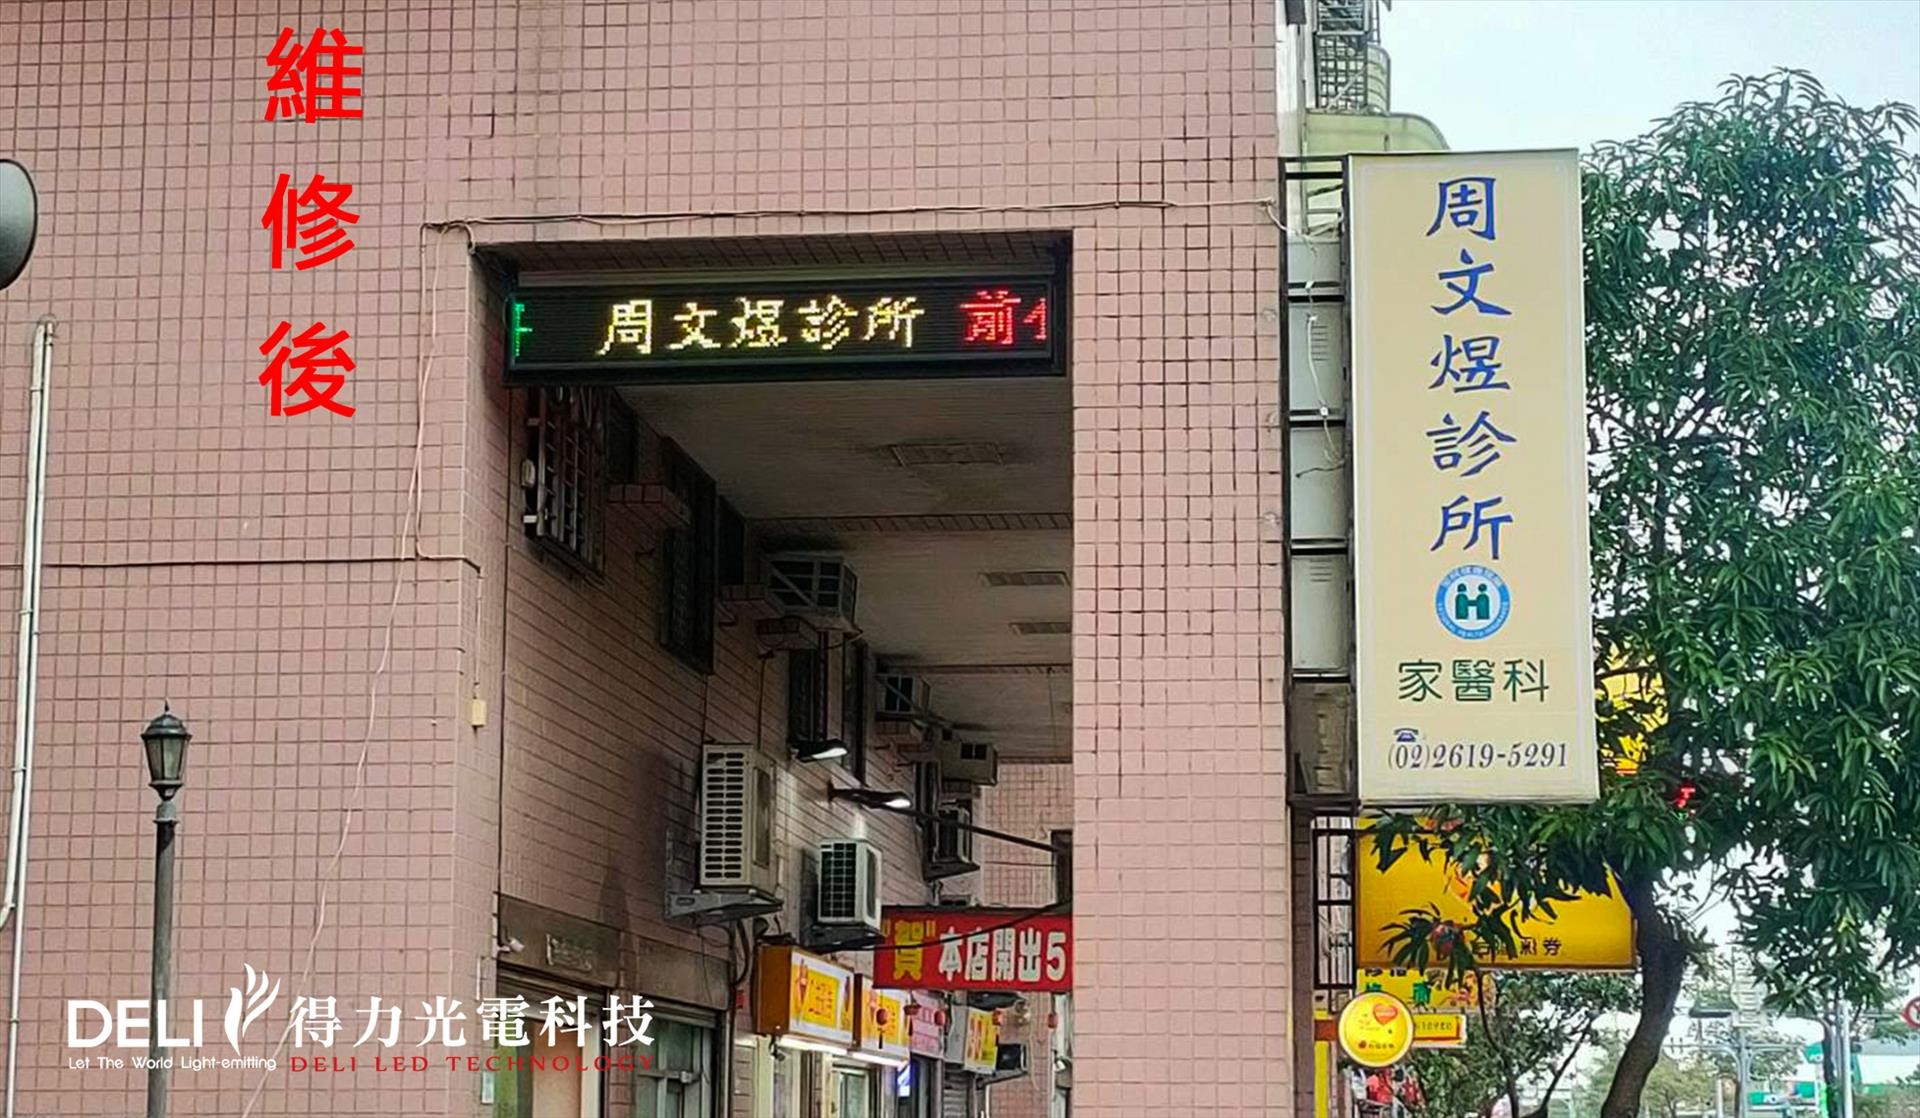 維修後
周文煜診所 前
周文煜診所
家醫科
(02)2619-5291
"賀"本店開出5
DELI 得力光電科技
Let The World Light-emitting DELI LED TECHNOLOGY